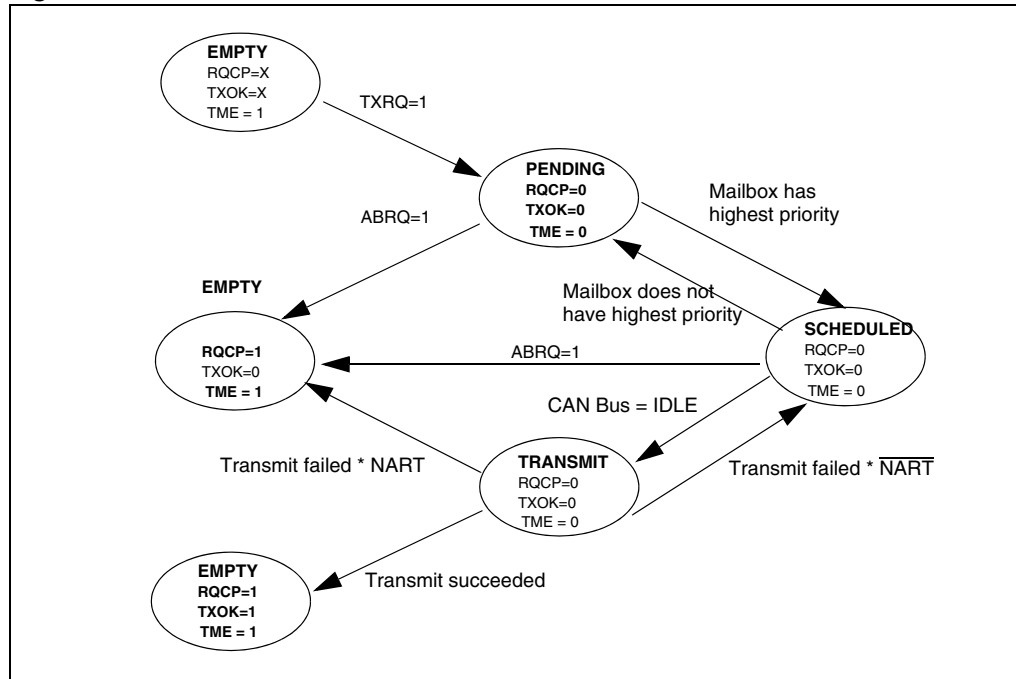 EMPTY
RQCP=X
TXOK=X
TME = 1
TXRQ=1
PENDING
RQCP=0
TXOK=0
TME = 0
Mailbox has
highest priority
ABRQ=1
EMPTY
Mailbox does not
have highest priority
SCHEDULED
RQCP=0
TXOK=0
TME = 0
RQCP=1
TXOK=0
TME = 1
ABRQ=1
CAN Bus = IDLE
Transmit failed * NART
TRANSMIT
RQCP=0
TXOK=0
TME = 0
Transmit failed * N̅A̅R̅T̅
EMPTY
RQCP=1
TXOK=1
TME = 1
Transmit succeeded